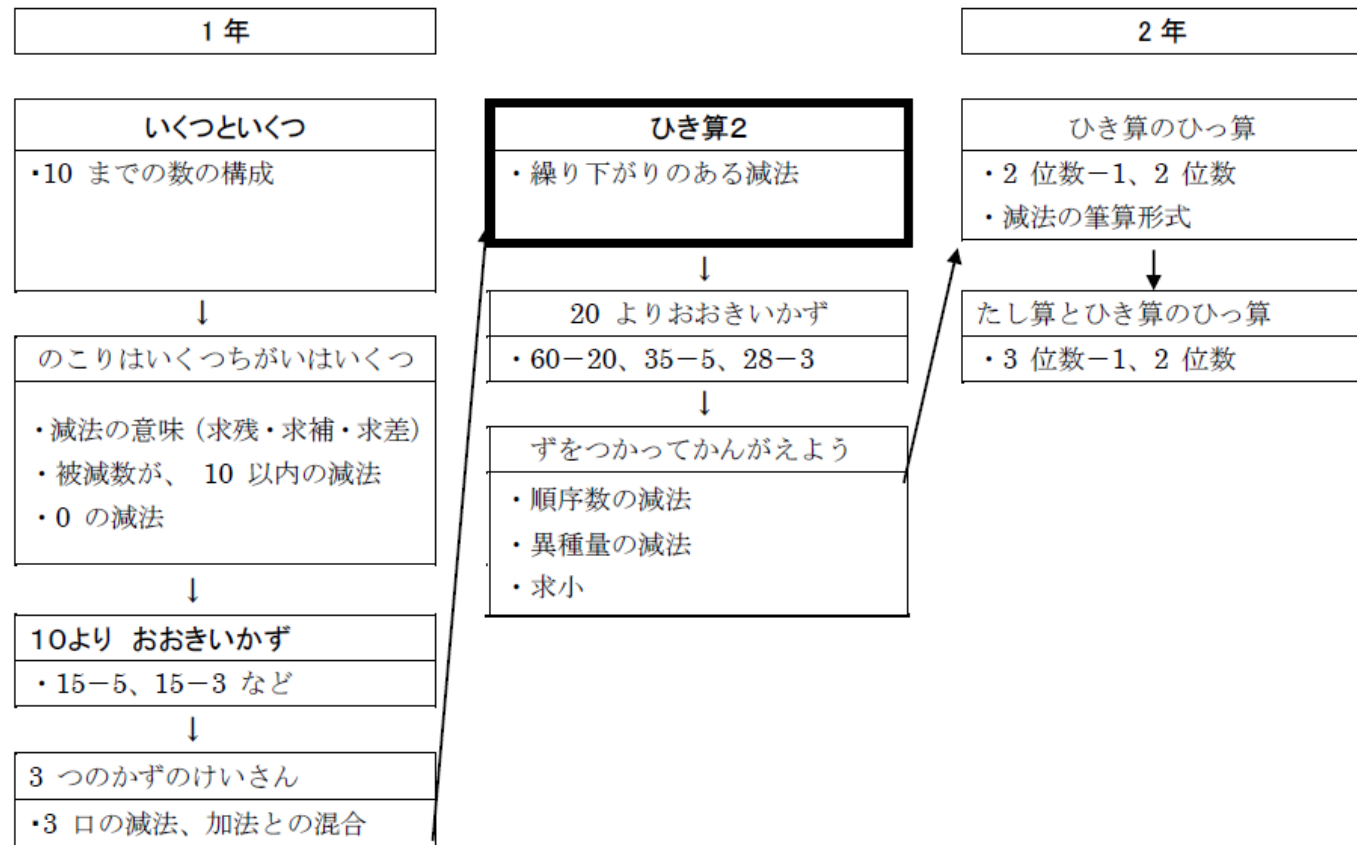 1年
いくつといくつ
・10 までの数の構成
↓
のこりはいくつちがいはいくつ
・減法の意味（求残・求補・求差）
・被減数が、 10 以内の減法
・0 の減法
↓
10より おおきいかず
・15－5、15－3 など
↓
3 つのかずのけいさん
・3 口の減法、加法との混合
ひき算2
・繰り下がりのある減法
↓
20 よりおおきいかず
・60－20、35－5、28－3
↓
ずをつかってかんがえよう
・順序数の減法
・異種量の減法
・求小
2年
ひき算のひっ算
・2 位数－1、2 位数
・減法の筆算形式
たし算とひき算のひっ算
・3 位数－1、2 位数